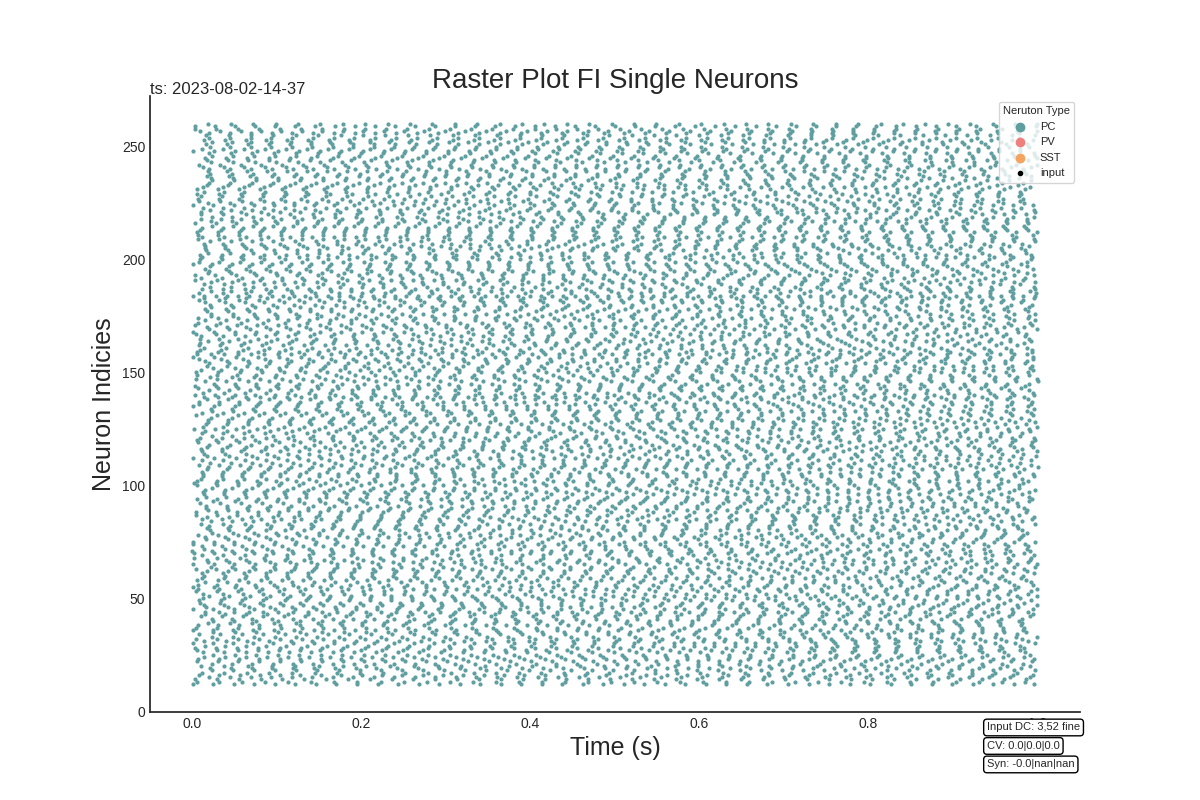 Raster Plot FI Single Neurons
ts: 2023-08-02-14-37
Neruton Type
PC
PV
SST
input
Neuron Indicies
250
200
150
100
50
0
0.0 0.2 0.4 0.6 0.8
Time (s)
Input DC: 3,52 fine
CV: 0.0|0.0|0.0
Syn: -0.0|nan|nan